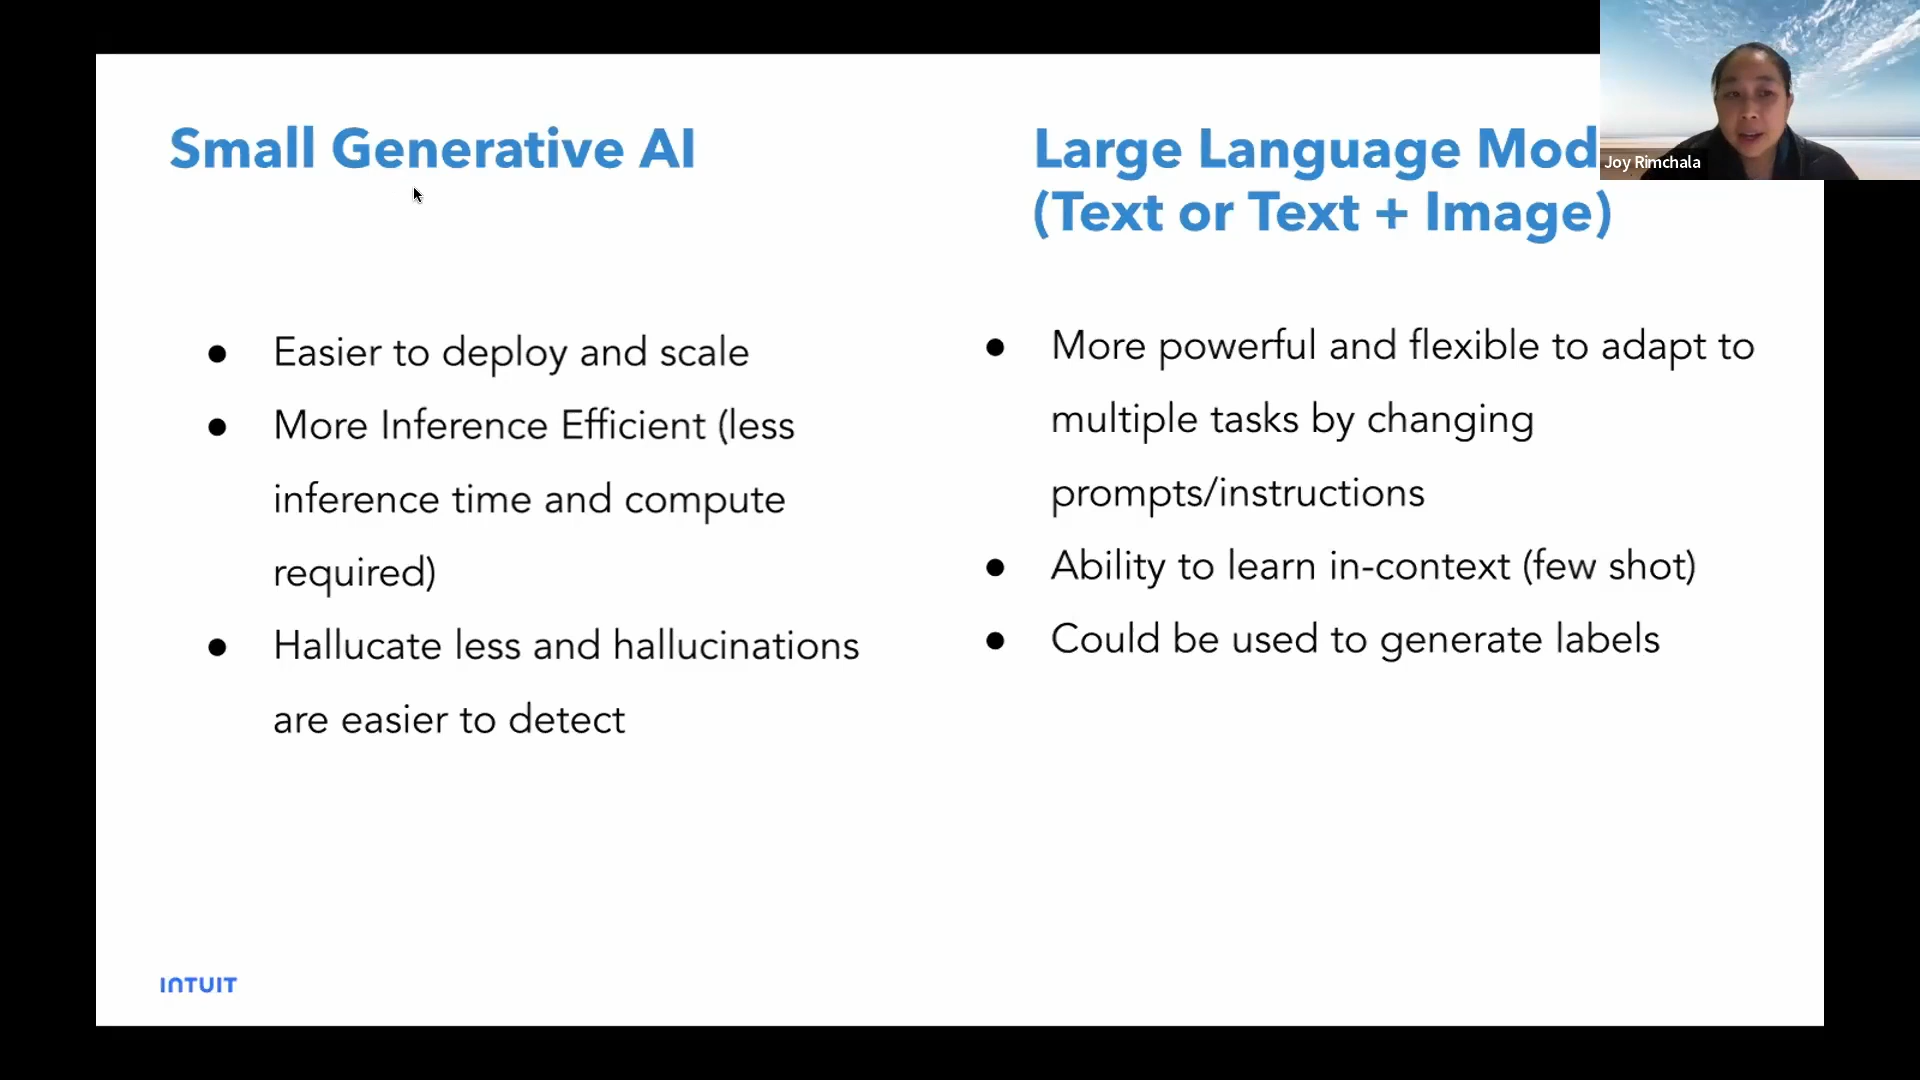 Small Generative AI
Easier to deploy and scale
More Inference Efficient (less
inference time and compute
required)
Hallucate less and hallucinations
are easier to detect
Large Language Mod
(Text or Text + Image)
More powerful and flexible to adapt to
multiple tasks by changing
prompts/instructions
Ability to learn in-context (few shot)
Could be used to generate labels
Joy Rimchala
INTUIT